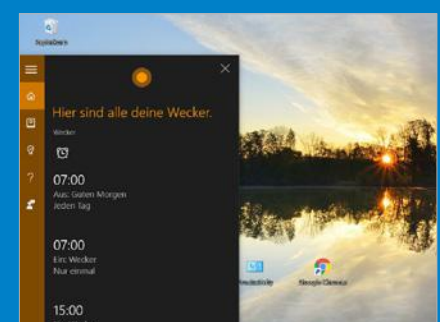 Hier sind alle deine Wecker.
Wecker
07:00
Aus: Guten Morgen
Jeden Tag
07:00
Ein: Wecker
Nur einmal
15:00
Google Chrome